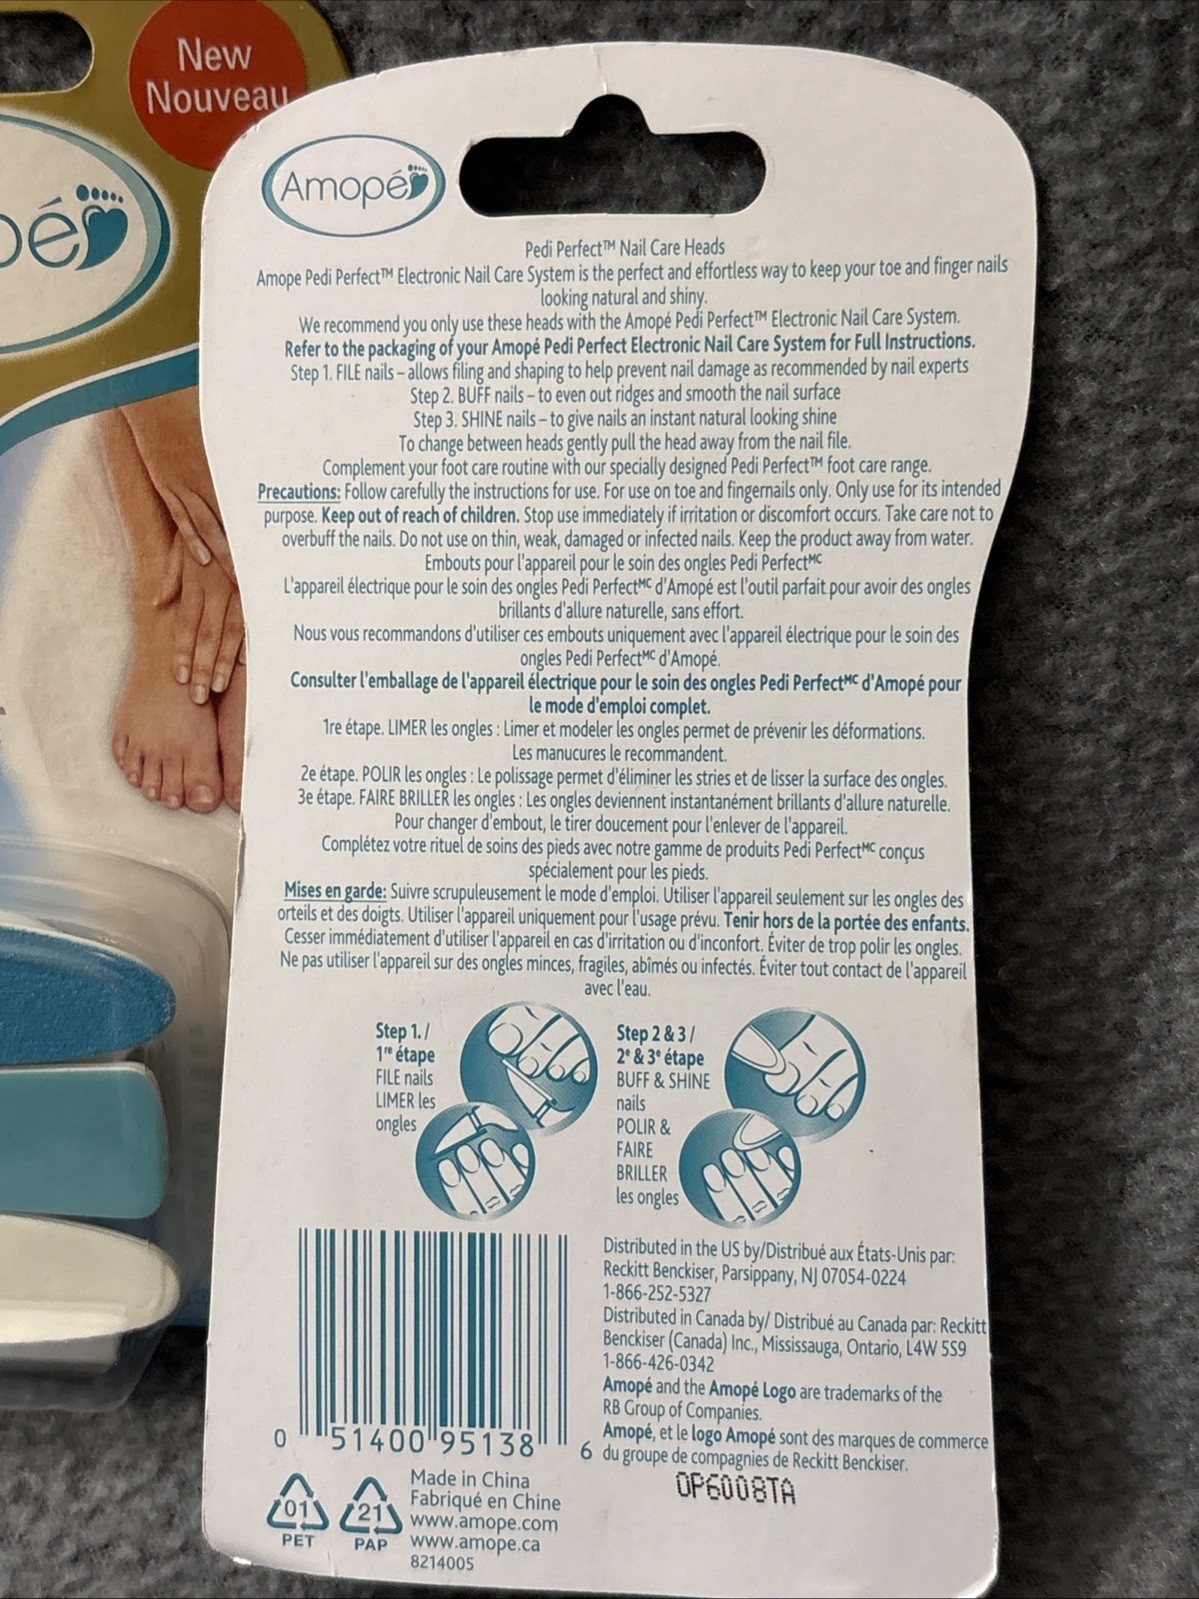 New
Nouveau
pé
Amopé
Pedi Perfect™ Nail Care Heads
Amope Pedi Perfect™ Electronic Nail Care System is the perfect and effortless way to keep your toe and finger nails
looking natural and shiny.
We recommend you only use these heads with the Amopé Pedi Perfect™ Electronic Nail Care System.
Refer to the packaging of your Amopé Pedi Perfect Electronic Nail Care System for Full Instructions.
Step 1. FILE nails – allows filing and shaping to help prevent nail damage as recommended by nail experts
Step 2. BUFF nails – to even out ridges and smooth the nail surface
Step 3. SHINE nails – to give nails an instant natural looking shine
To change between heads gently pull the head away from the nail file.
Complement your foot care routine with our specially designed Pedi Perfect™ foot care range.
Precautions: Follow carefully the instructions for use. For use on toe and fingernails only. Only use for its intended
purpose. Keep out of reach of children. Stop use immediately if irritation or discomfort occurs. Take care not to
overbuff the nails. Do not use on thin, weak, damaged or infected nails. Keep the product away from water.
Embouts pour l'appareil pour le soin des ongles Pedi Perfectᴹᶜ
L'appareil électrique pour le soin des ongles Pedi Perfectᴹᶜ d'Amopé est l'outil parfait pour avoir des ongles
brillants d'allure naturelle, sans effort.
Nous vous recommandons d'utiliser ces embouts uniquement avec l'appareil électrique pour le soin des
ongles Pedi Perfectᴹᶜ d'Amopé.
Consulter l'emballage de l'appareil électrique pour le soin des ongles Pedi Perfectᴹᶜ d'Amopé pour
le mode d'emploi complet.
1re étape. LIMER les ongles : Limer et modeler les ongles permet de prévenir les déformations.
Les manucures le recommandent.
2e étape. POLIR les ongles : Le polissage permet d'éliminer les stries et de lisser la surface des ongles.
3e étape. FAIRE BRILLER les ongles : Les ongles deviennent instantanément brillants d'allure naturelle.
Pour changer d'embout, le tirer doucement pour l'enlever de l'appareil.
Complétez votre rituel de soins des pieds avec notre gamme de produits Pedi Perfectᴹᶜ conçus
spécialement pour les pieds.
Mises en garde: Suivre scrupuleusement le mode d'emploi. Utiliser l'appareil seulement sur les ongles des
orteils et des doigts. Utiliser l'appareil uniquement pour l'usage prévu. Tenir hors de la portée des enfants.
Cesser immédiatement d'utiliser l'appareil en cas d'irritation ou d'inconfort. Éviter de trop polir les ongles.
Ne pas utiliser l'appareil sur des ongles minces, fragiles, abîmés ou infectés. Éviter tout contact de l'appareil
avec l'eau.
Step 1. /
1ʳᵉ étape
FILE nails
LIMER les
ongles
Step 2 & 3 /
2ᵉ & 3ᵉ étape
BUFF & SHINE
nails
POLIR &
FAIRE
BRILLER
les ongles
Distributed in the US by/Distribué aux États-Unis par:
Reckitt Benckiser, Parsippany, NJ 07054-0224
1-866-252-5327
Distributed in Canada by/ Distribué au Canada par: Reckitt
Benckiser (Canada) Inc., Mississauga, Ontario, L4W 5S9
1-866-426-0342
Amopé and the Amopé Logo are trademarks of the
RB Group of Companies.
Amopé, et le logo Amopé sont des marques de commerce
du groupe de compagnies de Reckitt Benckiser.
0 51400 95138 6
OP6008TA
01
PET
21
PAP
Made in China
Fabriqué en Chine
www.amope.com
www.amope.ca
8214005